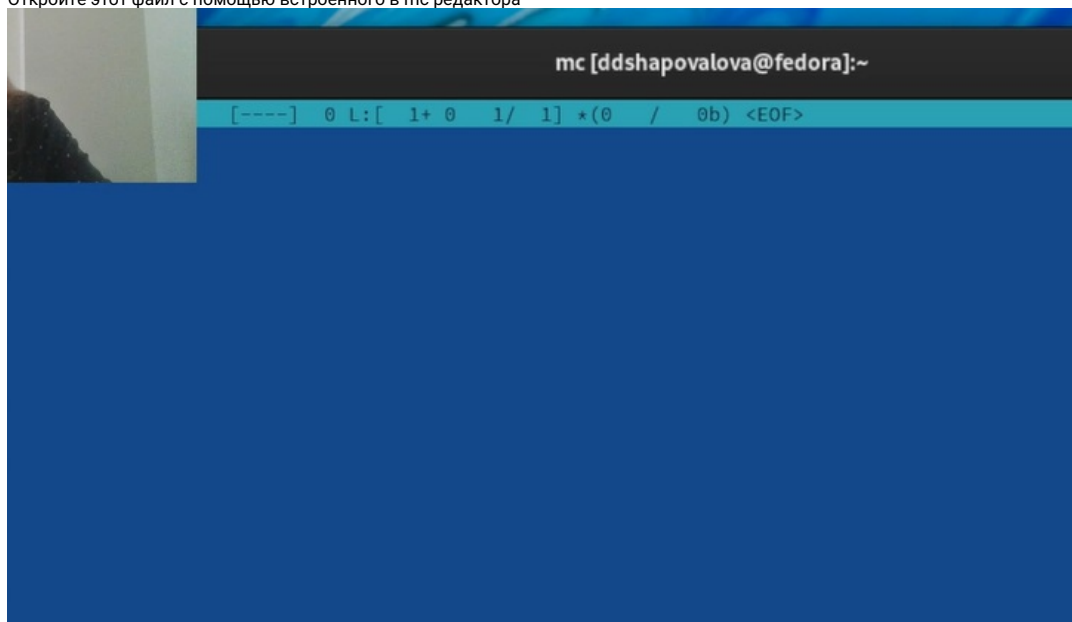 Откройте этот файл с помощью встроенного в mc редактора
mc [ddshapovalova@fedora]:~
[----]  0 L:[  1+ 0   1/  1] *(0   /   0b) <EOF>